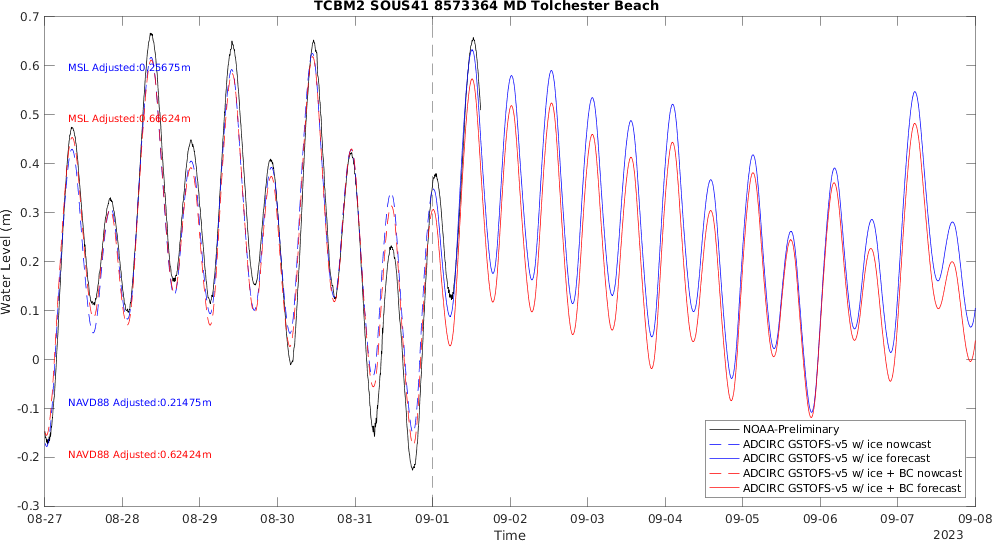 TCBM2 SOUS41 8573364 MD Tolchester Beach
Water Level (m)
0.7
0.6
0.5
0.4
0.3
0.2
0.1
0
-0.1
-0.2
-0.3
MSL Adjusted:0.25675m
MSL Adjusted:0.66624m
NAVD88 Adjusted:0.21475m
NAVD88 Adjusted:0.62424m
NOAA-Preliminary
ADCIRC GSTOFS-v5 w/ ice nowcast
ADCIRC GSTOFS-v5 w/ ice forecast
ADCIRC GSTOFS-v5 w/ ice + BC nowcast
ADCIRC GSTOFS-v5 w/ ice + BC forecast
08-27 08-28 08-29 08-30 08-31 09-01 09-02 09-03 09-04 09-05 09-06 09-07 09-08
Time
2023